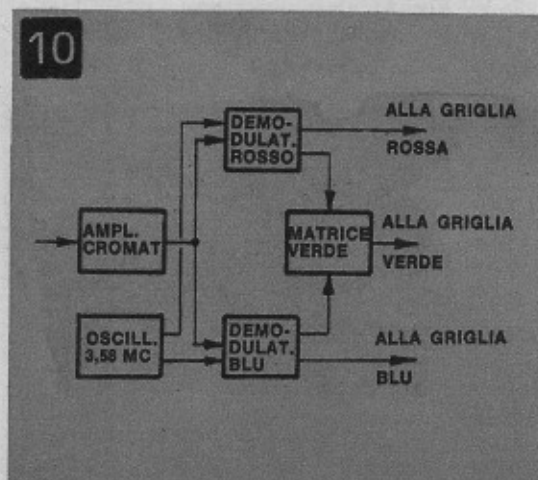 10
DEMO-
DULAT.
ROSSO
ALLA GRIGLIA
ROSSA
AMPL.
CROMAT
MATRICE
VERDE
ALLA GRIGLIA
VERDE
OSCILL.
3,58 MC
DEMO-
DULAT.
BLU
ALLA GRIGLIA
BLU